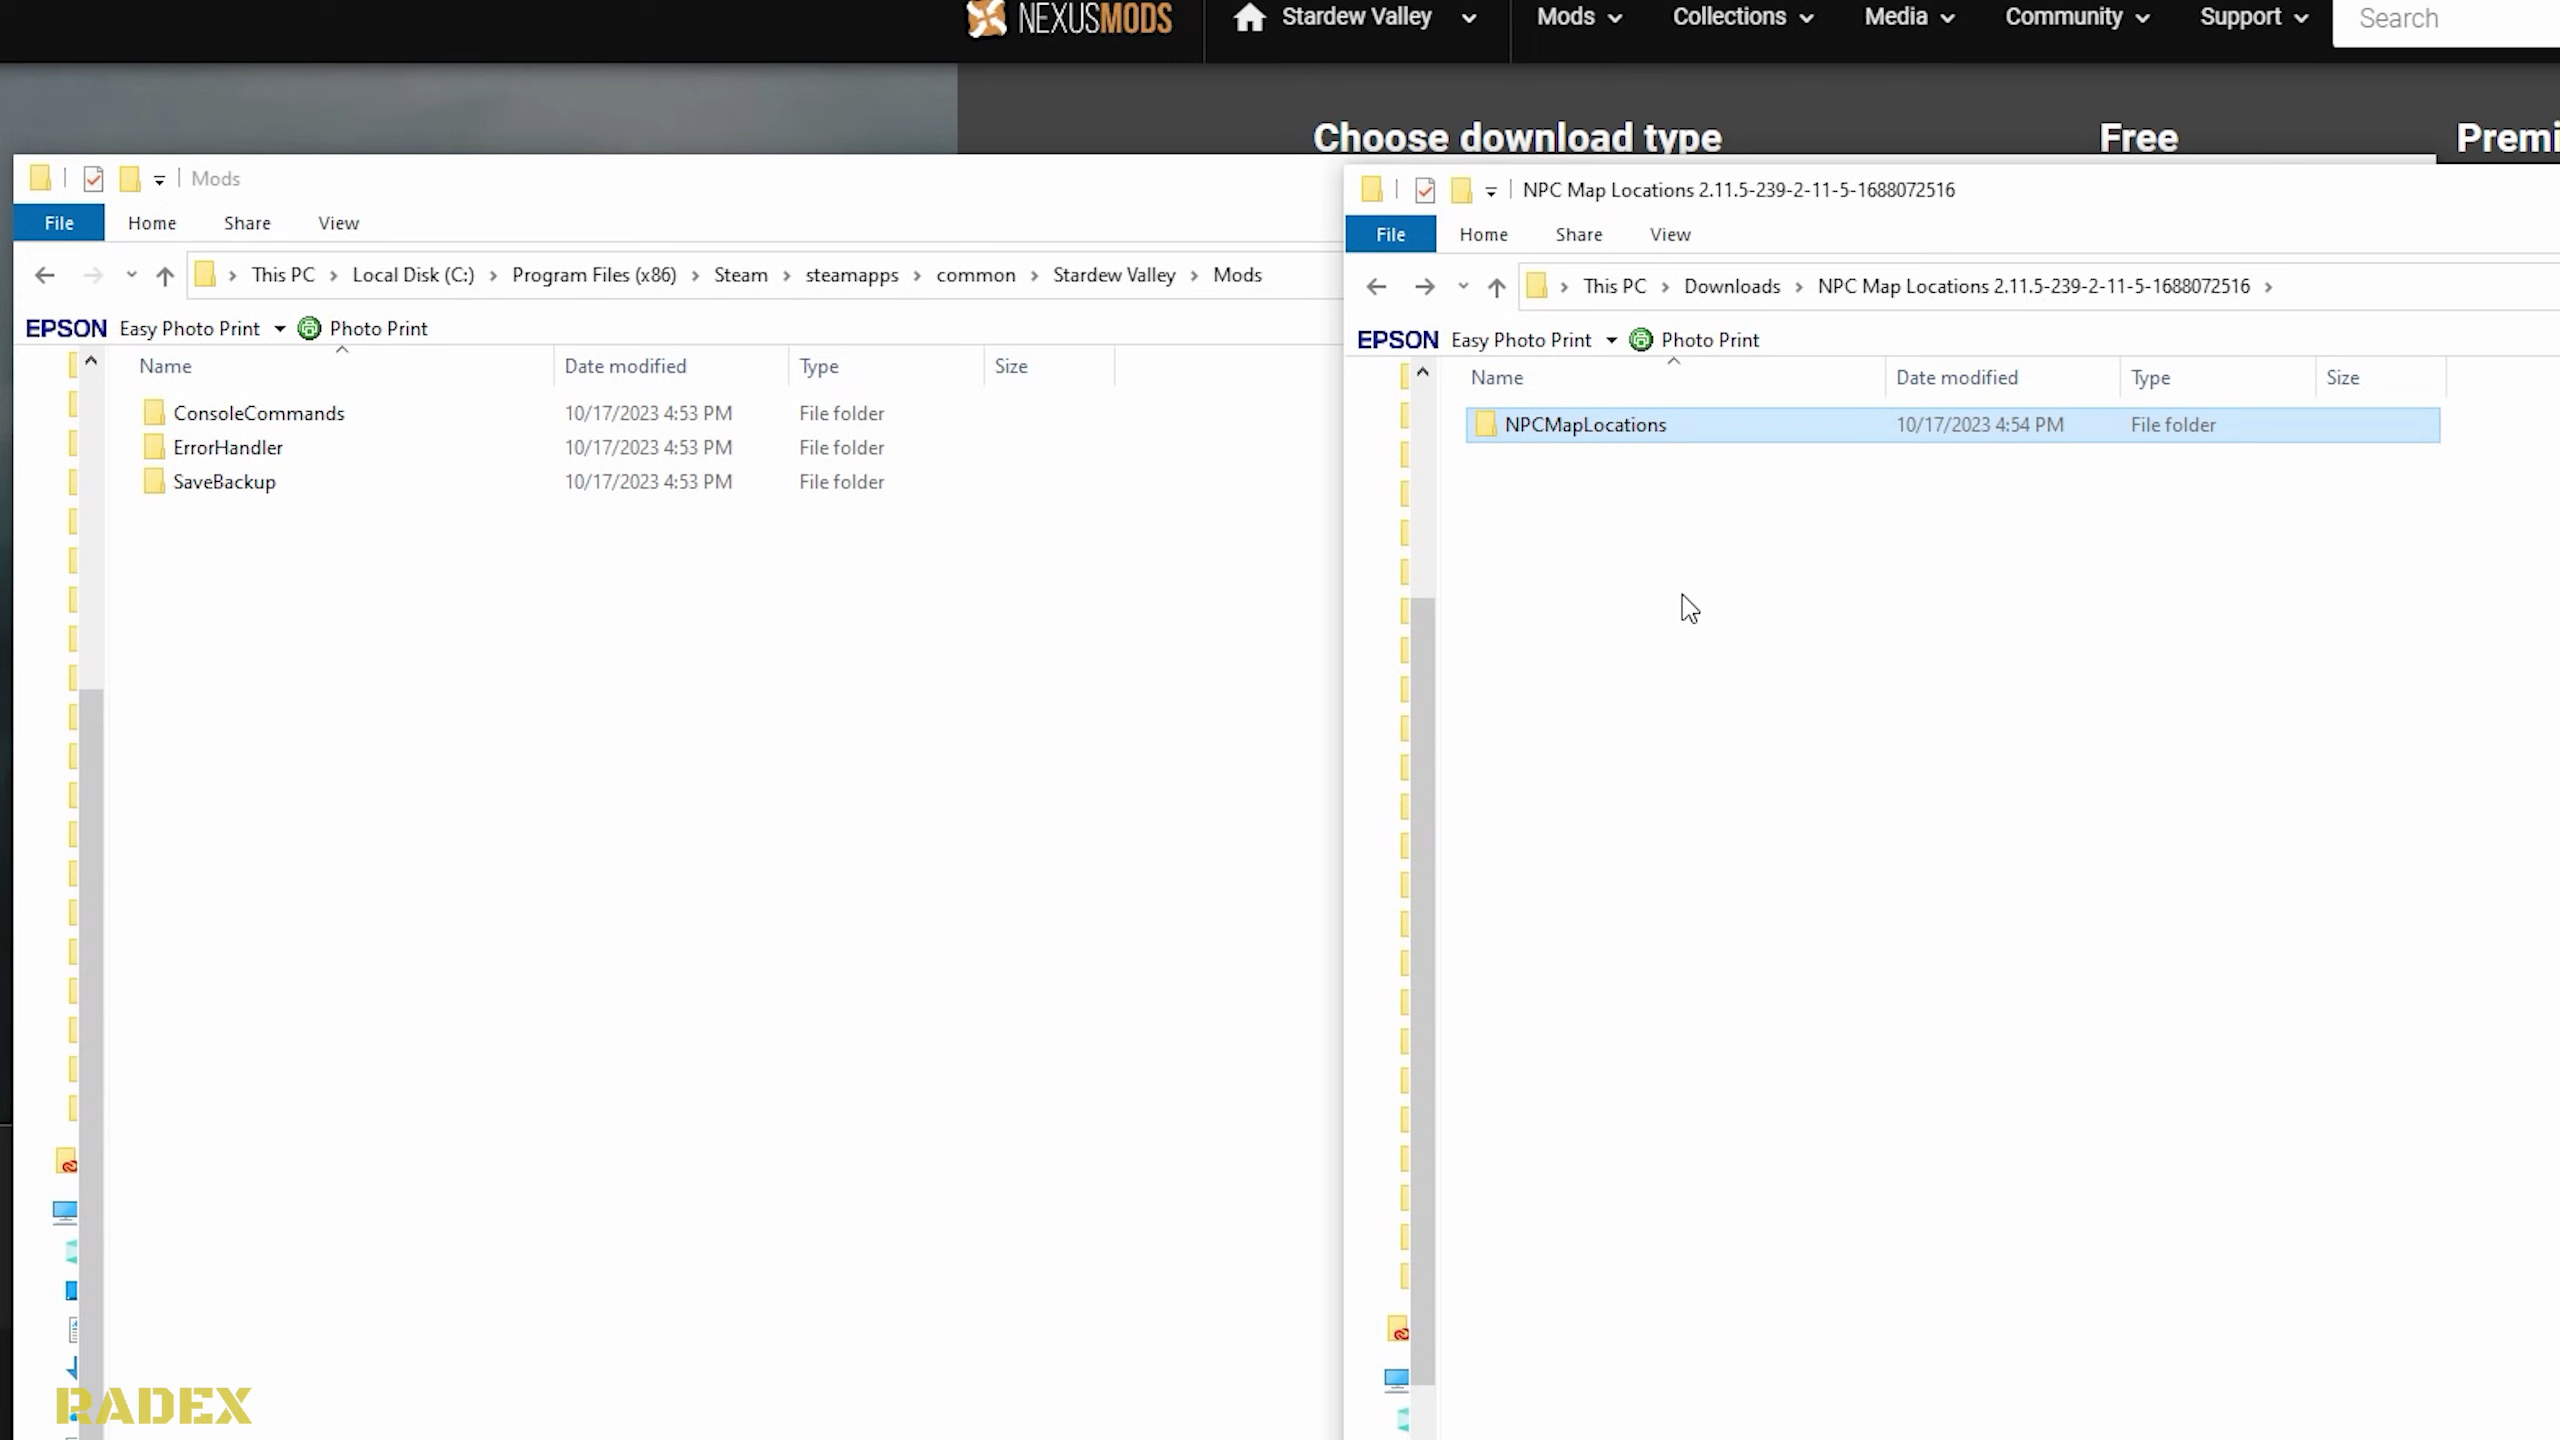 NEXUSMODS Stardew Valley Mods Collections Media Community Support Search
Choose download type Free
Mods
File Home Share View
This PC Local Disk (C:) Program Files (x86) Steam steamapps common Stardew Valley Mods
EPSON Easy Photo Print Photo Print
Name Date modified Type Size
ConsoleCommands 10/17/2023 4:53 PM File folder
ErrorHandler 10/17/2023 4:53 PM File folder
SaveBackup 10/17/2023 4:53 PM File folder
NPC Map Locations 2.11.5-239-2-11-5-1688072516
File Home Share View
This PC Downloads NPC Map Locations 2.11.5-239-2-11-5-1688072516
EPSON Easy Photo Print Photo Print
Name Date modified Type Size
NPCMapLocations 10/17/2023 4:54 PM File folder
RADEX